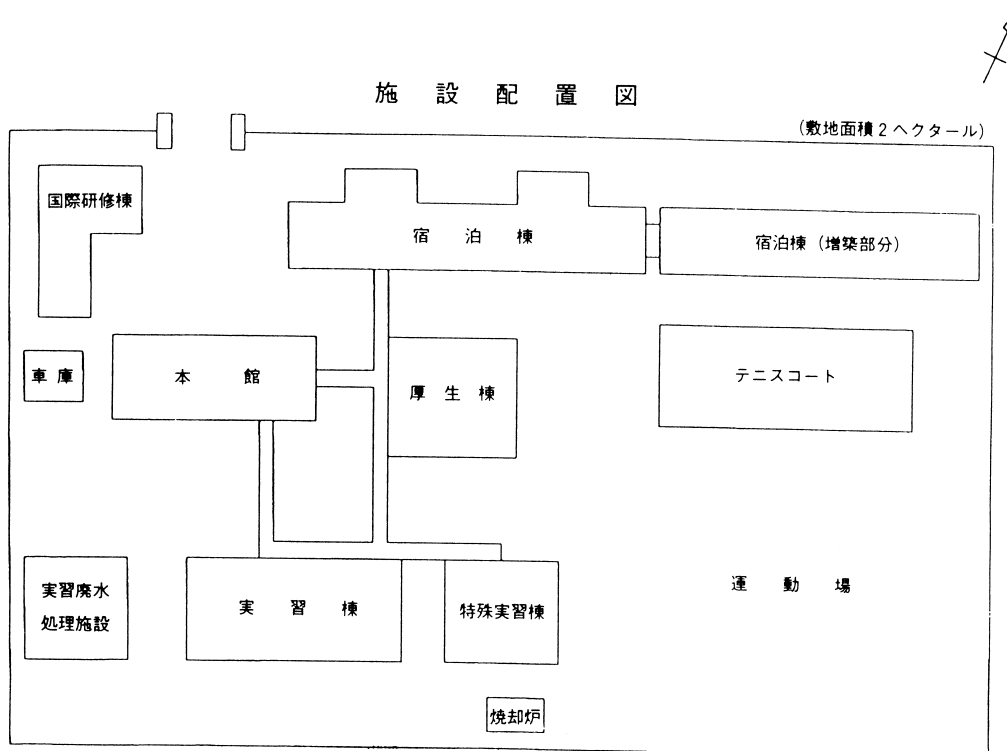 施設配置図
(敷地面積2ヘクタール)
国際研修棟
宿泊棟
宿泊棟(増築部分)
車庫
本館
厚生棟
テニスコート
実習廃水
処理施設
実習棟
特殊実習棟
運動場
焼却炉